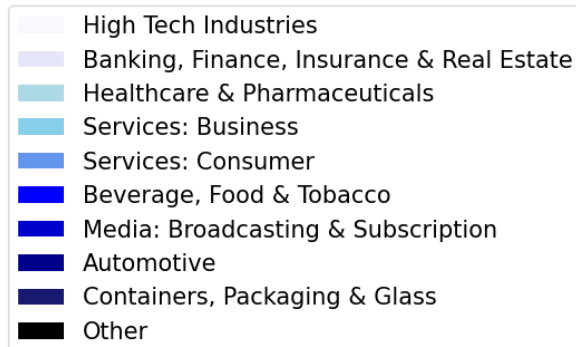 High Tech Industries
Banking, Finance, Insurance & Real Estate
Healthcare & Pharmaceuticals
Services: Business
Services: Consumer
Beverage, Food & Tobacco
Media: Broadcasting & Subscription
Automotive
Containers, Packaging & Glass
Other